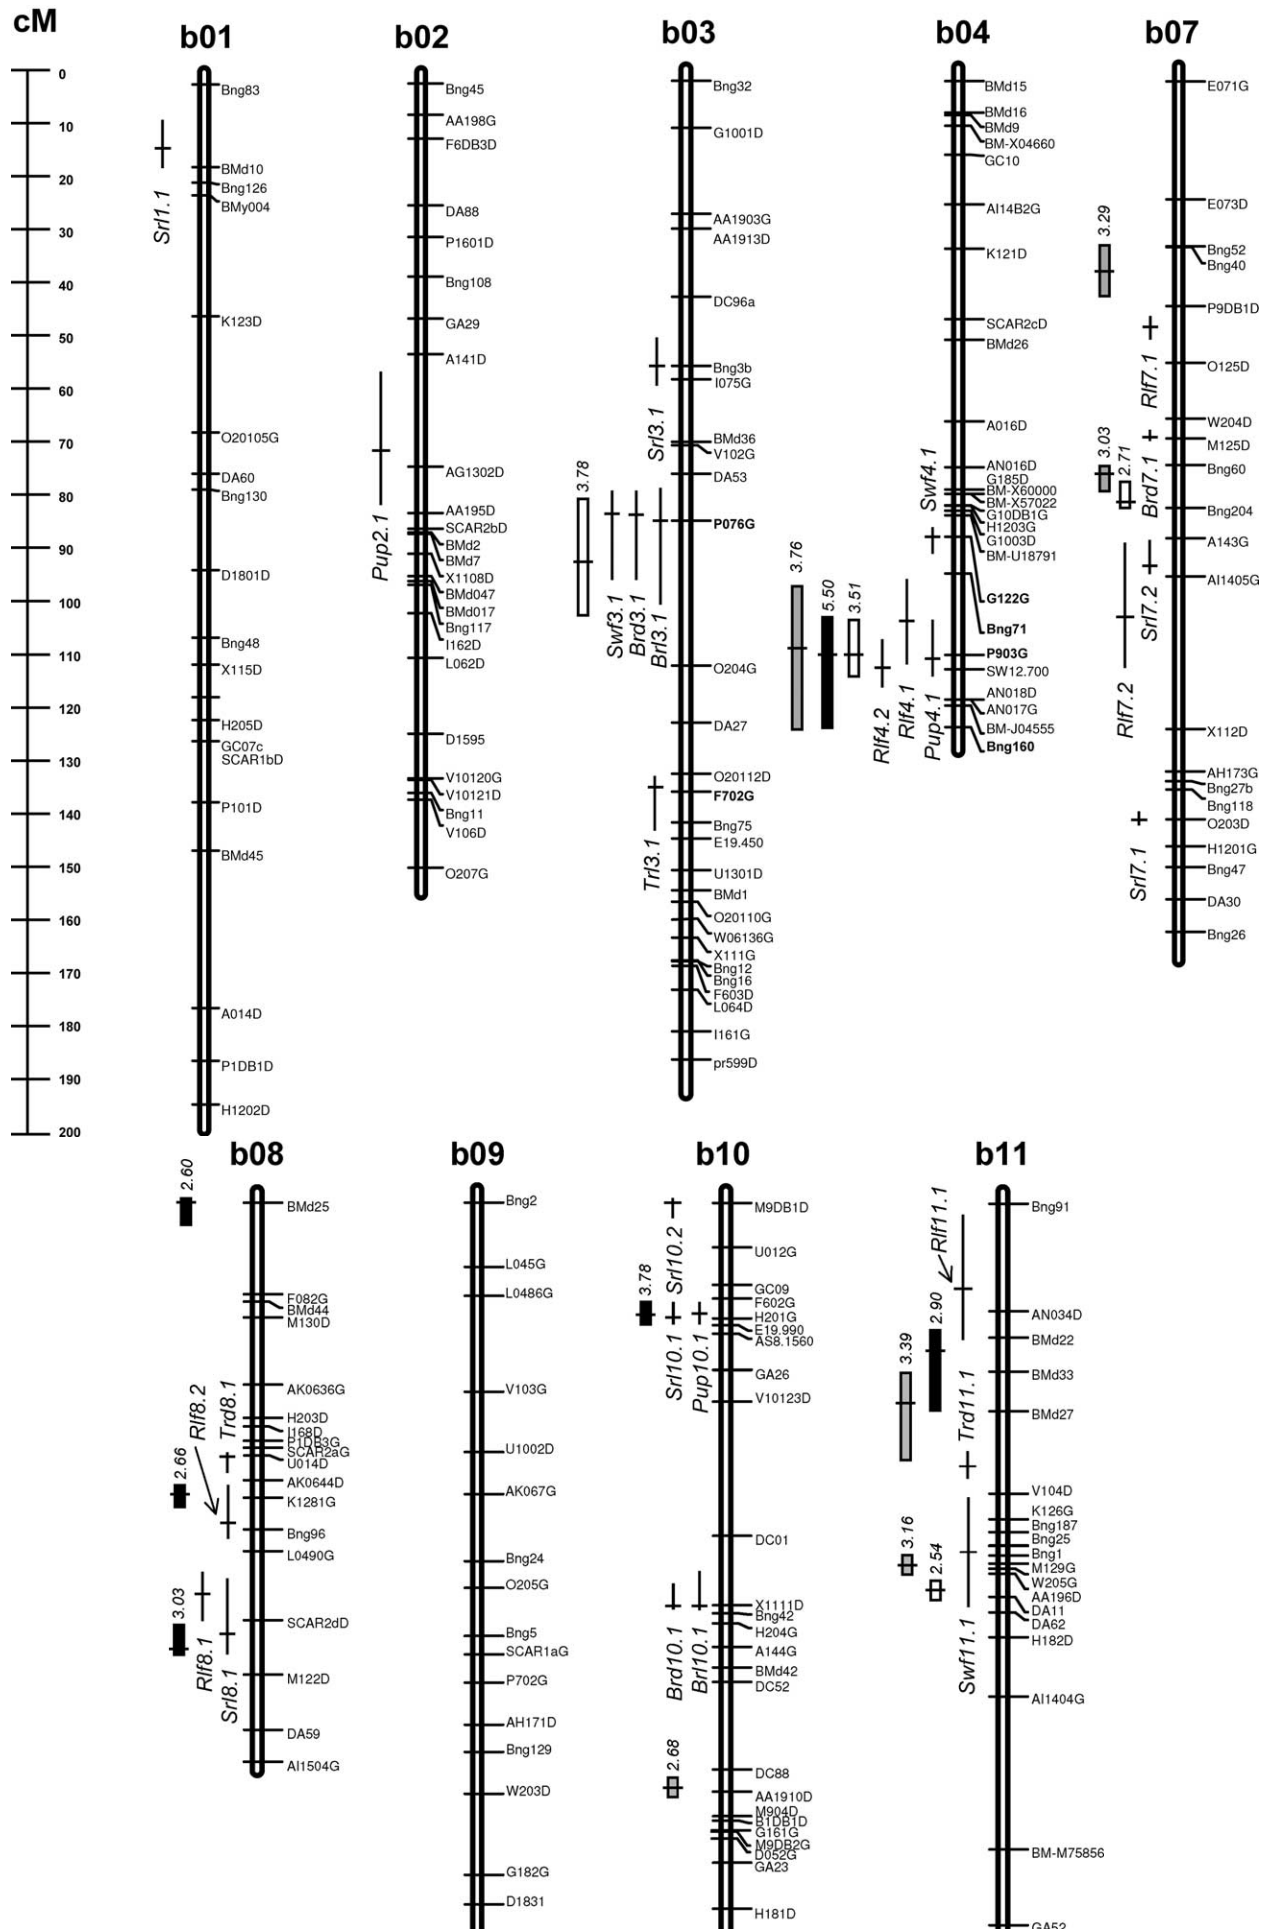 cM
0
10
20
30
40
50
60
70
80
90
100
110
120
130
140
150
160
170
180
190
200
b01
Bng83
BMd10
Bng126
BMy004
K123D
O20105G
DA60
Bng130
D1801D
Bng48
X115D
H205D
GC07c
SCAR1bD
P101D
BMd45
A014D
P1DB1D
H1202D
Srl1.1
b02
Bng45
AA198G
F6DB3D
DA88
P1601D
Bng108
GA29
A141D
AG1302D
AA195D
SCAR2bD
BMd2
BMd7
X1108D
BMd047
BMd017
Bng117
I162D
L062D
D1595
V10120G
V10121D
Bng11
V106D
O207G
Pup2.1
b03
Bng32
G1001D
AA1903G
AA1913D
DC96a
Bng3b
I075G
BMd36
V102G
DA53
P076G
O204G
DA27
O20112D
F702G
Bng75
E19.450
U1301D
BMd1
O20110G
W06136G
X111G
Bng12
Bng16
F603D
L064D
I161G
pr599D
Srl3.1
3.78
Swf3.1
Brd3.1
Brl3.1
Trl3.1
b04
BMd15
BMd16
BMd9
BM-X04660
GC10
AI14B2G
K121D
SCAR2cD
BMd26
A016D
AN016D
G185D
BM-X60000
BM-X57022
G10DB1G
H1203G
G1003D
BM-U18791
G122G
Bng71
P903G
SW12.700
AN018D
AN017G
BM-J04555
Bng160
Swf4.1
3.76
5.50
3.51
Rlf4.2
Rlf4.1
Pup4.1
b07
E071G
E073D
Bng52
Bng40
P9DB1D
O125D
W204D
M125D
Bng60
Bng204
A143G
AI1405G
X112D
AH173G
Bng27b
Bng118
O203D
H1201G
Bng47
DA30
Bng26
3.29
Rlf7.1
3.03
2.71
Brd7.1
Srl7.2
Rlf7.2
Srl7.1
b08
BMd25
F082G
BMd44
M130D
AK0636G
H203D
I168D
P1DB3G
SCAR2aG
U014D
AK0644D
K1281G
Bng96
L0490G
SCAR2dD
M122D
DA59
AI1504G
2.60
Rlf8.2
Trd8.1
2.66
3.03
Rlf8.1
Srl8.1
b09
Bng2
L045G
L0486G
V103G
U1002D
AK067G
Bng24
O205G
Bng5
SCAR1aG
P702G
AH171D
Bng129
W203D
G182G
D1831
b10
M9DB1D
U012G
GC09
F602G
H201G
E19.990
AS8.1560
GA26
V10123D
DC01
X1111D
Bng42
H204G
A144G
BMd42
DC52
DC88
AA1910D
M904D
B1DB1D
G161G
M9DB2G
D052G
GA23
H181D
3.78
Srl10.2
Srl10.1
Pup10.1
Brd10.1
Brl10.1
2.68
b11
Bng91
AN034D
BMd22
BMd33
BMd27
V104D
K126G
Bng187
Bng25
Bng1
M129G
W205G
AA196D
DA11
DA62
H182D
AI1404G
BM-M75856
GA52
Rlf11.1
2.90
3.39
Trd11.1
3.16
2.54
Swf11.1